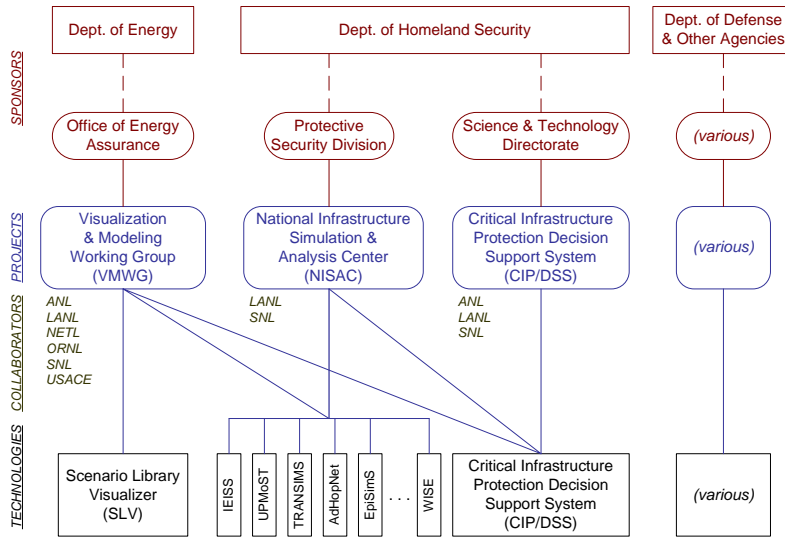 SPONSORS
Dept. of Energy
Dept. of Homeland Security
Dept. of Defense
& Other Agencies
Office of Energy
Assurance
Protective
Security Division
Science & Technology
Directorate
(various)
PROJECTS
Visualization
& Modeling
Working Group
(VMWG)
National Infrastructure
Simulation &
Analysis Center
(NISAC)
Critical Infrastructure
Protection Decision
Support System
(CIP/DSS)
(various)
COLLABORATORS
ANL
LANL
NETL
ORNL
SNL
USACE
LANL
SNL
ANL
LANL
SNL
TECHNOLOGIES
Scenario Library
Visualizer
(SLV)
IEISS
UPMoST
TRANSIMS
AdHopNet
EpiSimS
. . .
WISE
Critical Infrastructure
Protection Decision
Support System
(CIP/DSS)
(various)